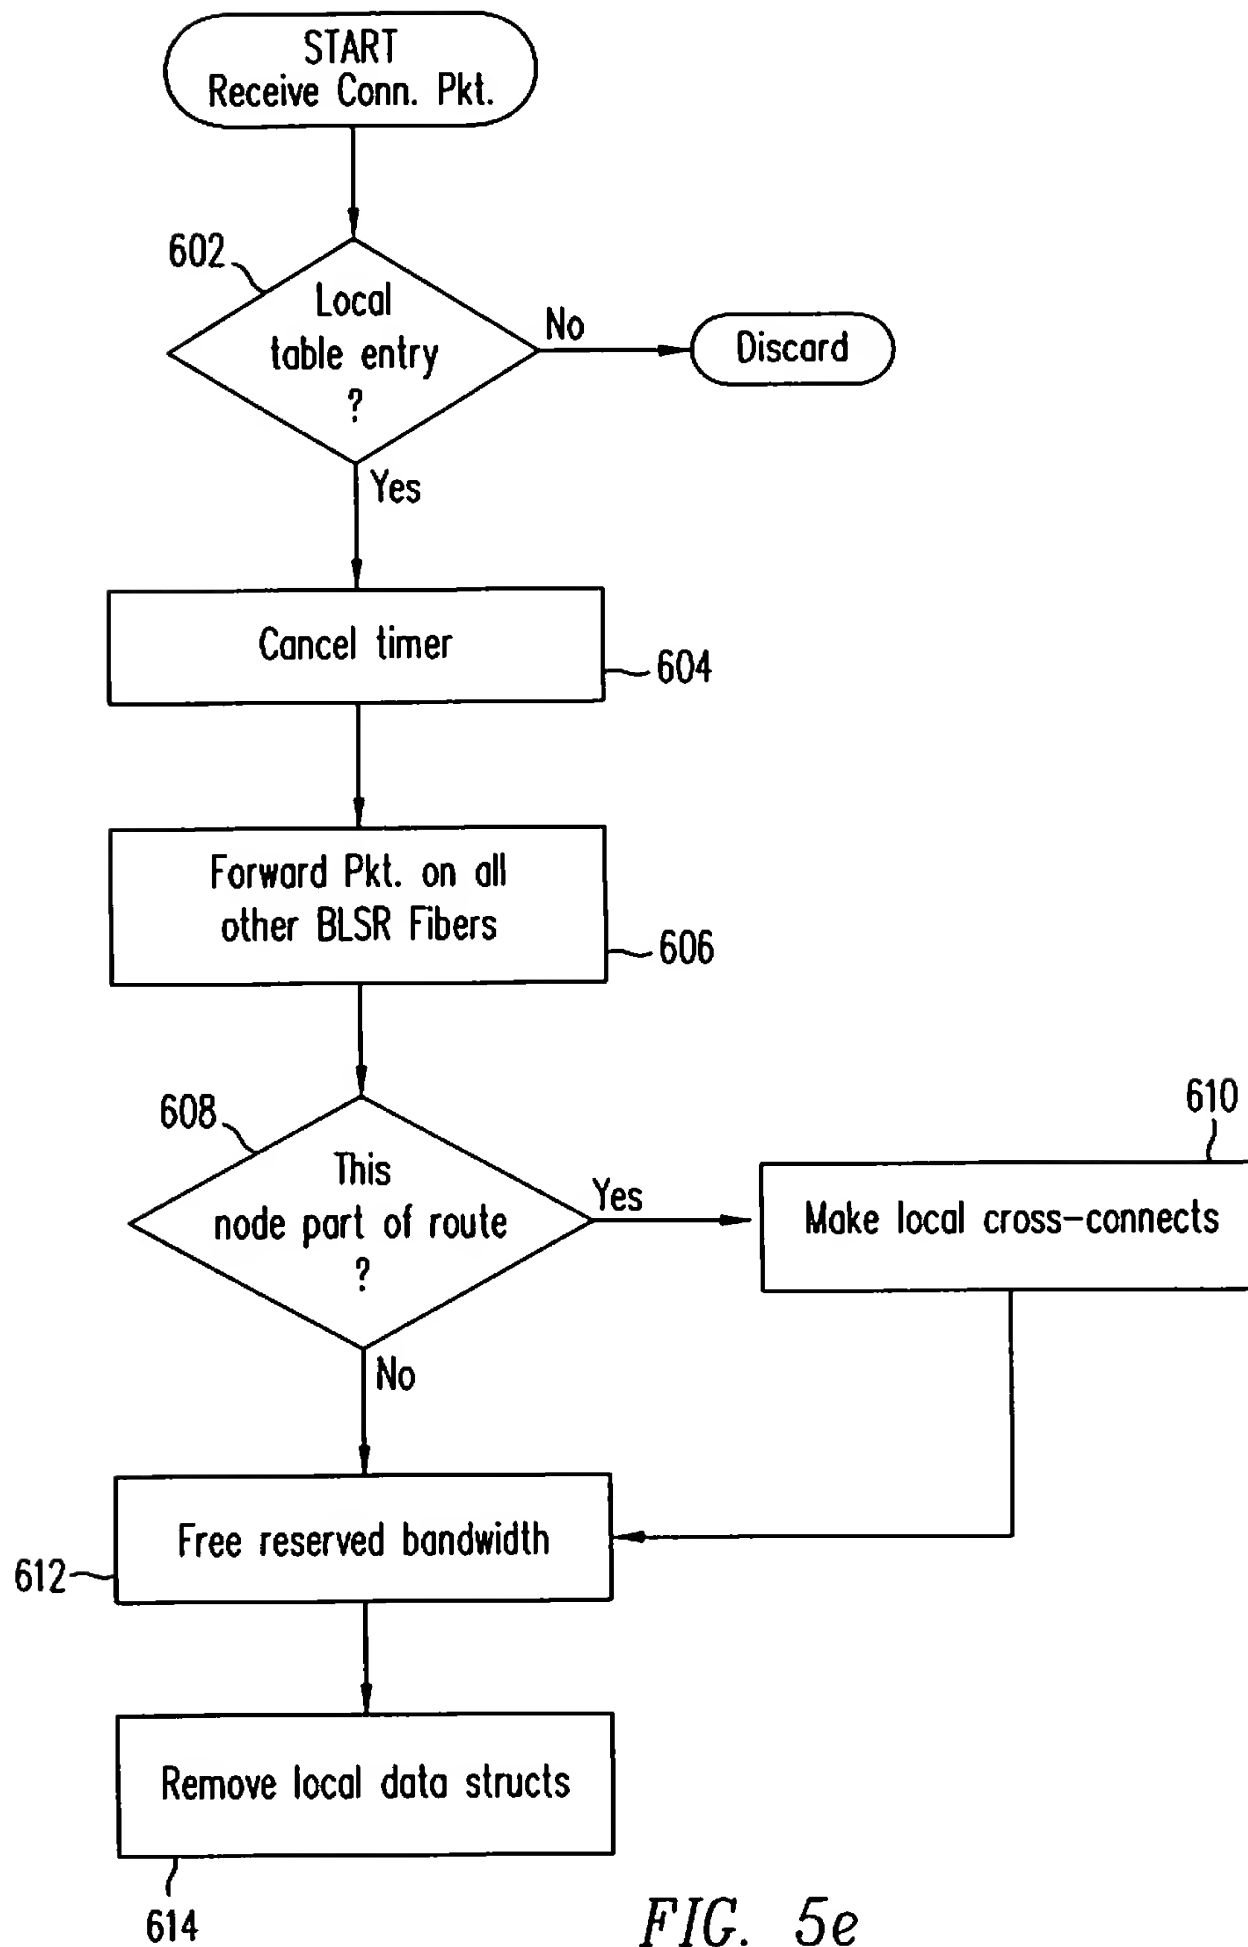 START
Receive Conn. Pkt.
602
Local
table entry
?
No
Discard
Yes
Cancel timer
604
Forward Pkt. on all
other BLSR Fibers
606
608
This
node part of route
?
Yes
610
Make local cross-connects
No
Free reserved bandwidth
612
Remove local data structs
614
FIG. 5e